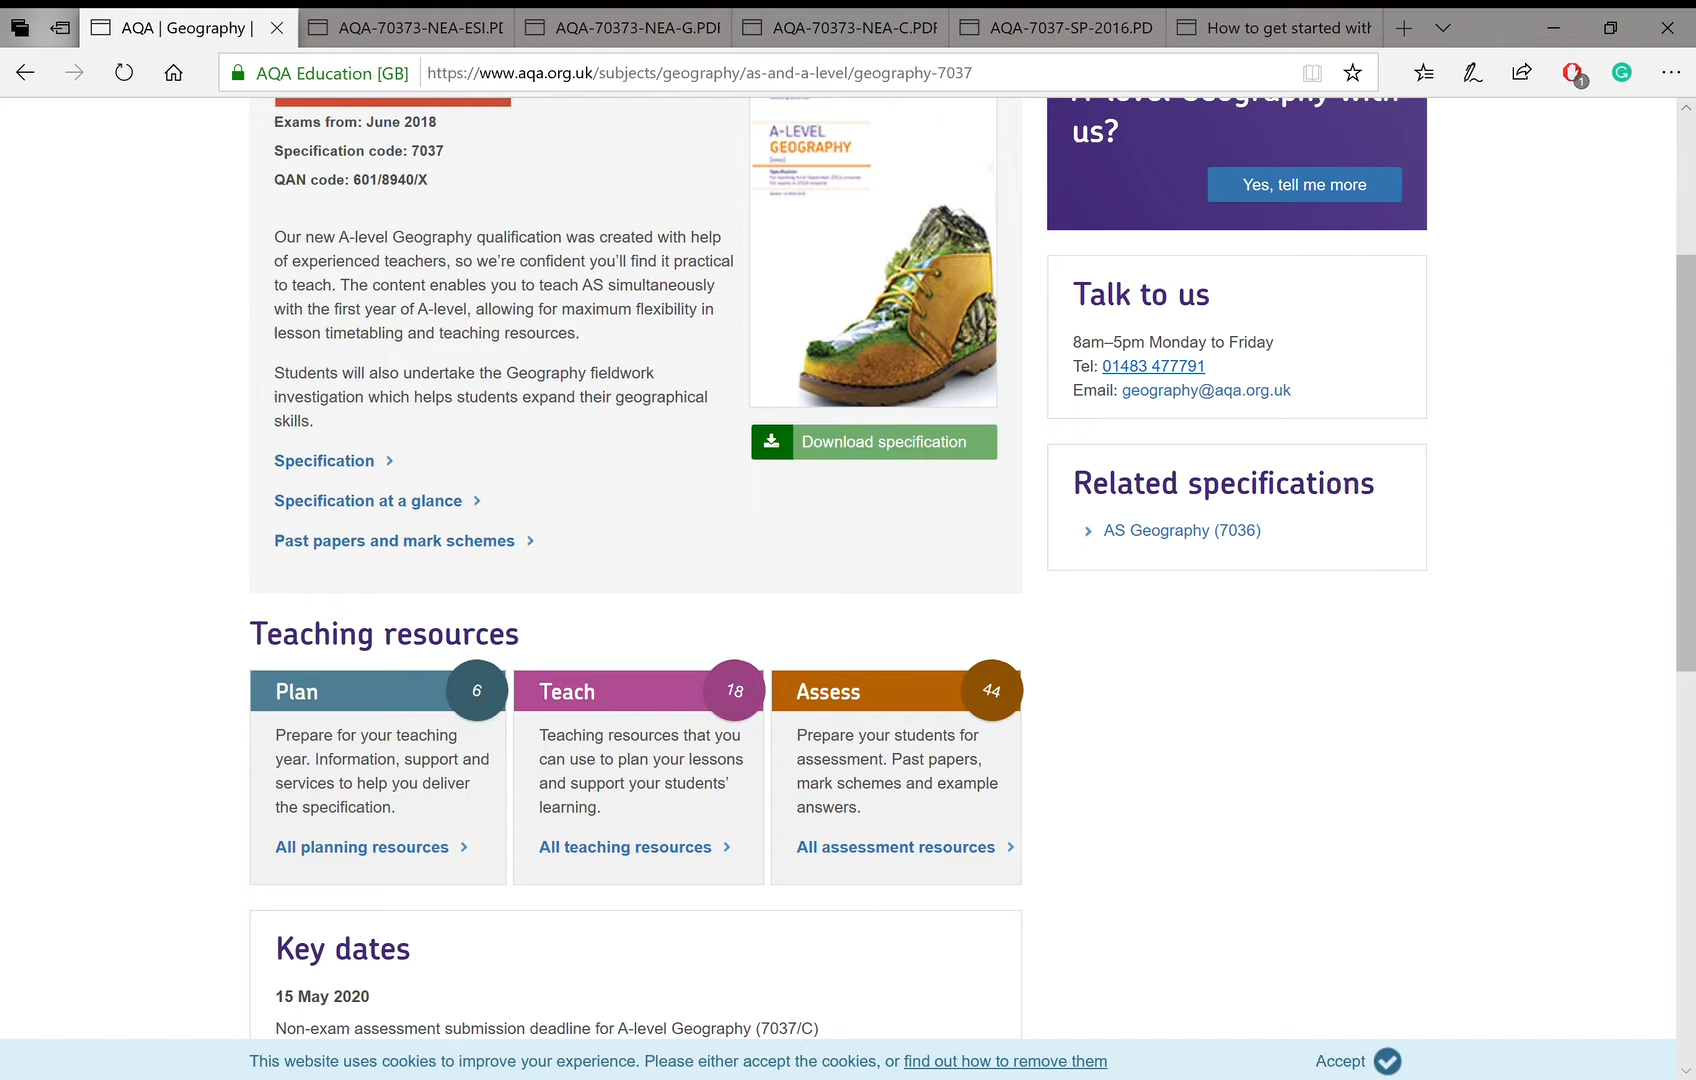 AQA | Geography |
AQA-70373-NEA-ESI.PD
AQA-70373-NEA-G.PDF
AQA-70373-NEA-C.PDF
AQA-7037-SP-2016.PD
How to get started with
AQA Education [GB]
https://www.aqa.org.uk/subjects/geography/as-and-a-level/geography-7037
1
Exams from: June 2018
Specification code: 7037
QAN code: 601/8940/X
Our new A-level Geography qualification was created with help
of experienced teachers, so we're confident you'll find it practical
to teach. The content enables you to teach AS simultaneously
with the first year of A-level, allowing for maximum flexibility in
lesson timetabling and teaching resources.
Students will also undertake the Geography fieldwork
investigation which helps students expand their geographical
skills.
Specification
Specification at a glance
Past papers and mark schemes
A-LEVEL
GEOGRAPHY
Specification
Download specification
A-level Geography with
us?
Yes, tell me more
Talk to us
8am–5pm Monday to Friday
Tel: 01483 477791
Email: geography@aqa.org.uk
Related specifications
AS Geography (7036)
Teaching resources
Plan
6
Prepare for your teaching
year. Information, support and
services to help you deliver
the specification.
All planning resources
Teach
18
Teaching resources that you
can use to plan your lessons
and support your students'
learning.
All teaching resources
Assess
44
Prepare your students for
assessment. Past papers,
mark schemes and example
answers.
All assessment resources
Key dates
15 May 2020
Non-exam assessment submission deadline for A-level Geography (7037/C)
This website uses cookies to improve your experience. Please either accept the cookies, or find out how to remove them
Accept